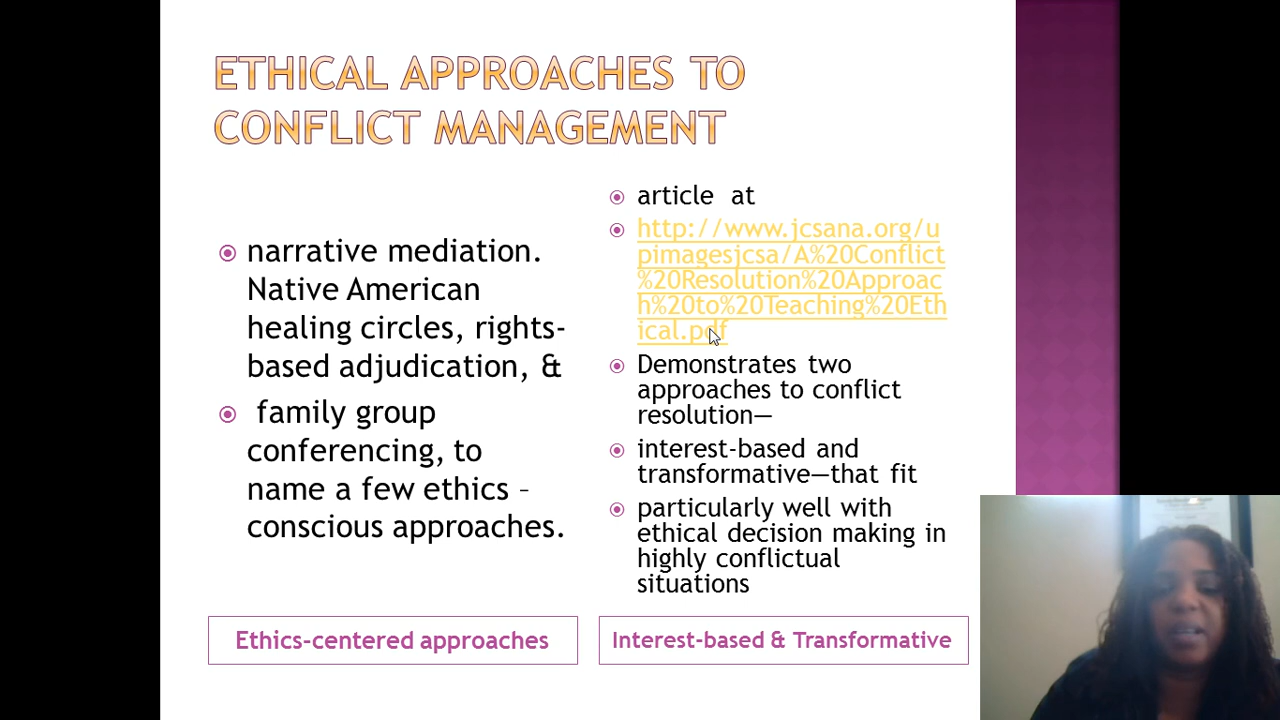 ETHICAL APPROACHES TO
CONFLICT MANAGEMENT
narrative mediation.
Native American
healing circles, rights-
based adjudication, &
family group
conferencing, to
name a few ethics –
conscious approaches.
Ethics-centered approaches
article at
http://www.jcsana.org/u
pimagesjcsa/A%20Conflict
%20Resolution%20Approac
h%20to%20Teaching%20Eth
ical.pdf
Demonstrates two
approaches to conflict
resolution—
interest-based and
transformative—that fit
particularly well with
ethical decision making in
highly conflictual
situations
Interest-based & Transformative